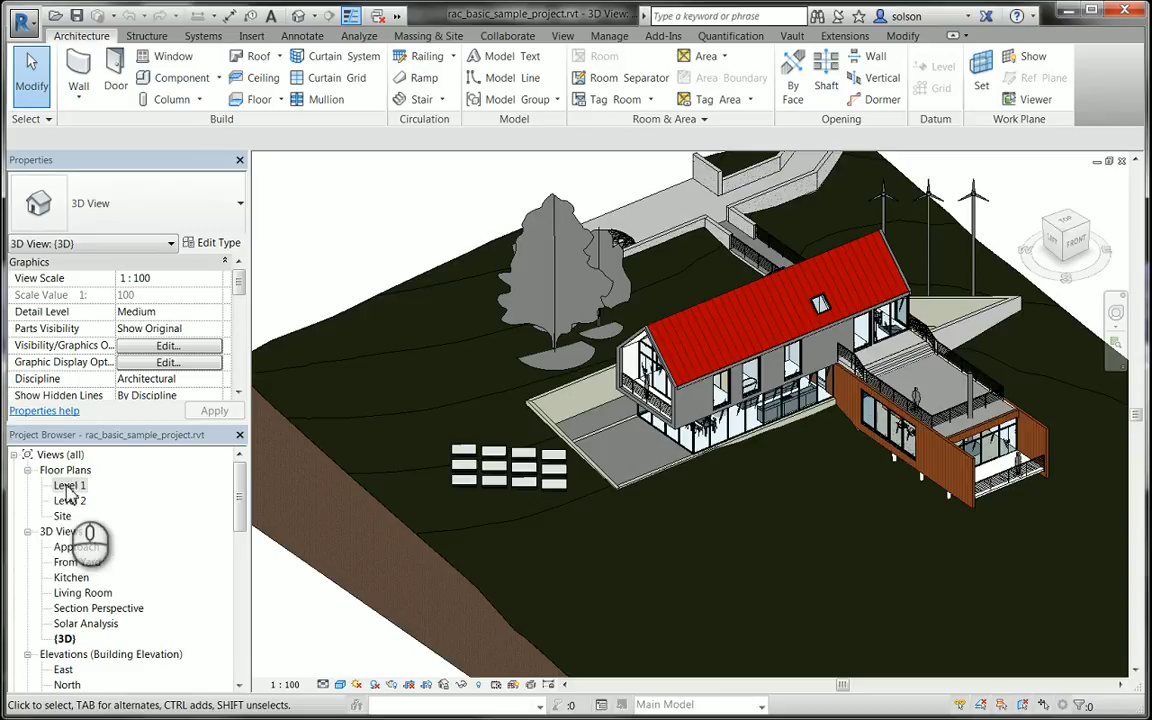 rac_basic_sample_project.rvt - 3D View: ...
Type a keyword or phrase
solson
Architecture Structure Systems Insert Annotate Analyze Massing & Site Collaborate View Manage Add-Ins Quantification Vault Extensions Modify
Modify
Wall
Door
Window
Component
Column
Roof
Ceiling
Floor
Curtain System
Curtain Grid
Mullion
Railing
Ramp
Stair
Model Text
Model Line
Model Group
Room
Room Separator
Tag Room
Area
Area Boundary
Tag Area
By Face
Shaft
Wall
Vertical
Dormer
Level
Grid
Set
Show
Ref Plane
Viewer
Select
Build
Circulation
Model
Room & Area
Opening
Datum
Work Plane
Properties
3D View
3D View: {3D}
Edit Type
Graphics
View Scale 1 : 100
Scale Value 1: 100
Detail Level Medium
Parts Visibility Show Original
Visibility/Graphics O... Edit...
Graphic Display Opt... Edit...
Discipline Architectural
Show Hidden Lines By Discipline
Properties help
Apply
TOP
FRONT
Project Browser - rac_basic_sample_project.rvt
Views (all)
Floor Plans
Level 1
Level 2
Site
3D Views
Kitchen
Living Room
Section Perspective
Solar Analysis
{3D}
Elevations (Building Elevation)
East
North
1 : 100
Click to select, TAB for alternates, CTRL adds, SHIFT unselects.
:0
Main Model
:0